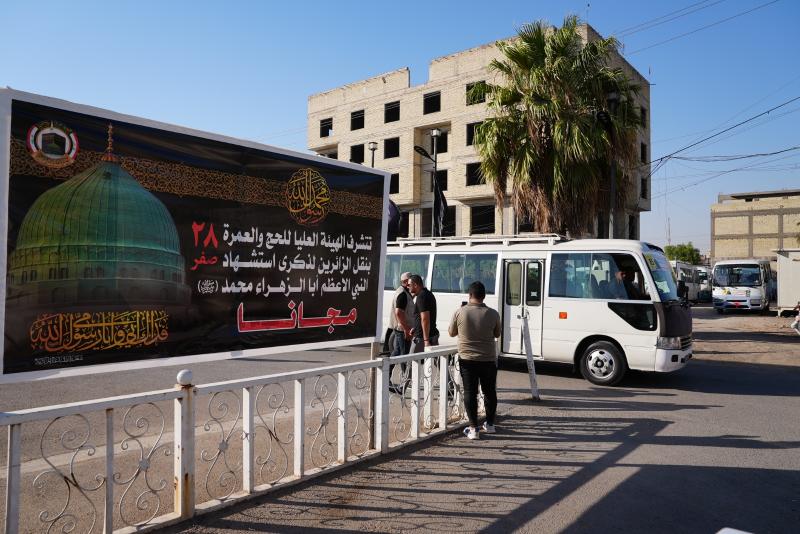 محمد رسول الله
تتشرف الهيئة العليا للحج والعمرة
٢٨ صفر
بنقل الزائرين لذكرى استشهاد
النبي الاعظم أبا الزهراء محمد
مجانا